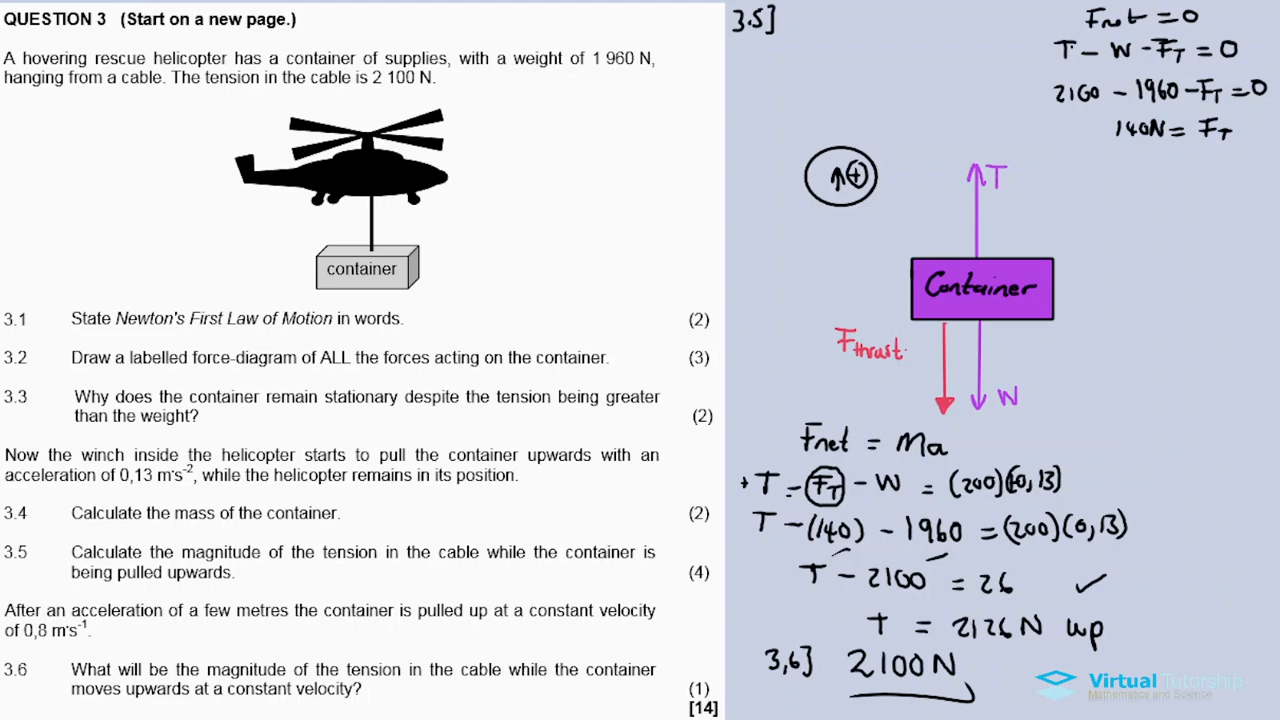 QUESTION 3 (Start on a new page.)
A hovering rescue helicopter has a container of supplies, with a weight of 1 960 N,
hanging from a cable. The tension in the cable is 2 100 N.
container
3.1 State Newton's First Law of Motion in words. (2)
3.2 Draw a labelled force-diagram of ALL the forces acting on the container. (3)
3.3 Why does the container remain stationary despite the tension being greater
than the weight? (2)
Now the winch inside the helicopter starts to pull the container upwards with an
acceleration of 0,13 m·s⁻², while the helicopter remains in its position.
3.4 Calculate the mass of the container. (2)
3.5 Calculate the magnitude of the tension in the cable while the container is
being pulled upwards. (4)
After an acceleration of a few metres the container is pulled up at a constant velocity
of 0,8 m·s⁻¹.
3.6 What will be the magnitude of the tension in the cable while the container
moves upwards at a constant velocity? (1)
[14]
3.5]
Fnet = 0
T - W - FT = 0
2100 - 1960 - FT = 0
140N = FT
↑ +
T
Container
Fthrust
W
Fnet = Ma
+T - FT - W = (200)(0,13)
T - (140) - 1960 = (200)(0,13)
T - 2100 = 26 ✓
T = 2126N up
3,6] 2100N
Virtual Tutorship
Mathematics and Science